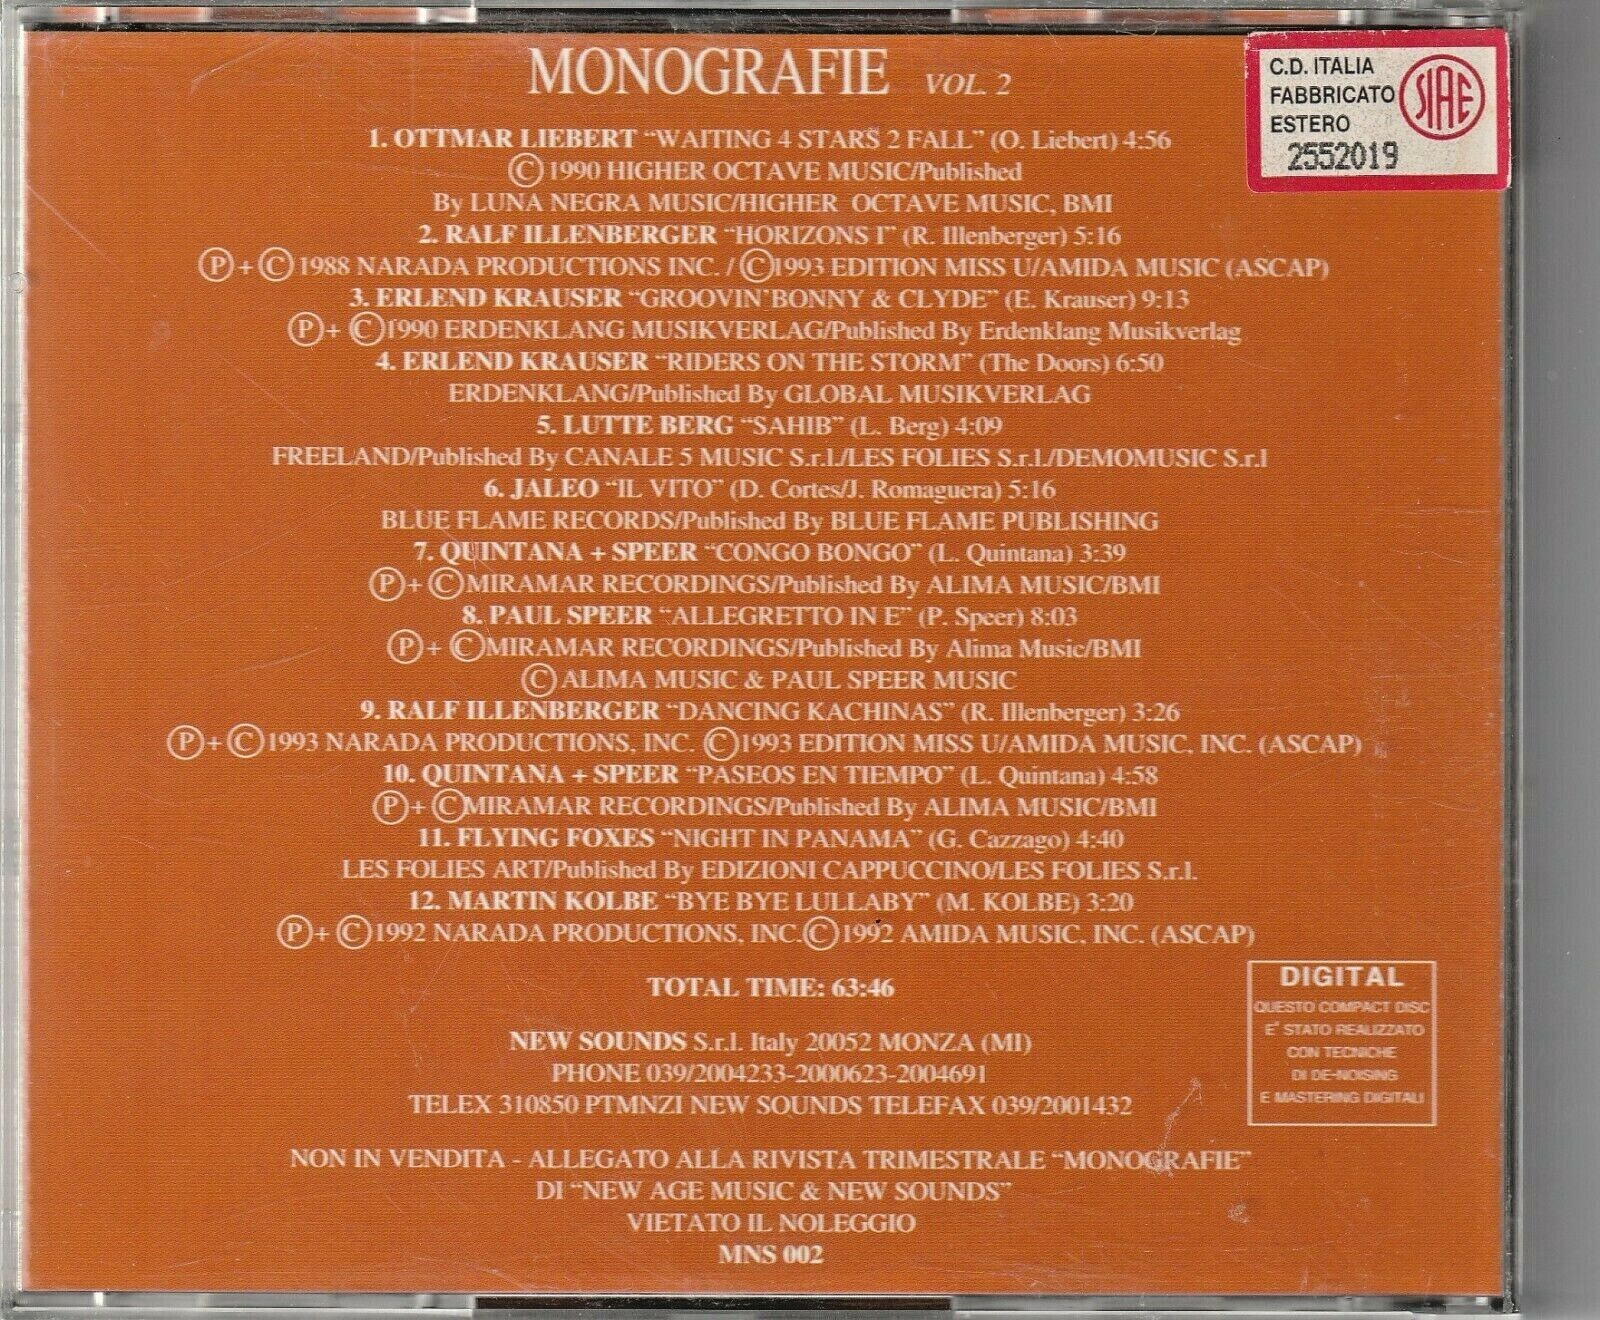 MONOGRAFIE VOL. 2
C.D. ITALIA
FABBRICATO
ESTERO
2552019
SIAE
1. OTTMAR LIEBERT “WAITING 4 STARS 2 FALL” (O. Liebert) 4:56
©1990 HIGHER OCTAVE MUSIC/Published
By LUNA NEGRA MUSIC/HIGHER OCTAVE MUSIC, BMI
2. RALF ILLENBERGER “HORIZONS I” (R. Illenberger) 5:16
Ⓟ+©1988 NARADA PRODUCTIONS INC. / ©1993 EDITION MISS U/AMIDA MUSIC (ASCAP)
3. ERLEND KRAUSER “GROOVIN’BONNY & CLYDE” (E. Krauser) 9:13
Ⓟ+ ©1990 ERDENKLANG MUSIKVERLAG/Published By Erdenklang Musikverlag
4. ERLEND KRAUSER “RIDERS ON THE STORM” (The Doors) 6:50
ERDENKLANG/Published By GLOBAL MUSIKVERLAG
5. LUTTE BERG “SAHIB” (L. Berg) 4:09
FREELAND/Published By CANALE 5 MUSIC S.r.l./LES FOLIES S.r.l./DEMOMUSIC S.r.l
6. JALEO “IL VITO” (D. Cortes/J. Romaguera) 5:16
BLUE FLAME RECORDS/Published By BLUE FLAME PUBLISHING
7. QUINTANA + SPEER “CONGO BONGO” (L. Quintana) 3:39
Ⓟ+ ©MIRAMAR RECORDINGS/Published By ALIMA MUSIC/BMI
8. PAUL SPEER “ALLEGRETTO IN E” (P. Speer) 8:03
Ⓟ+ ©MIRAMAR RECORDINGS/Published By Alima Music/BMI
© ALIMA MUSIC & PAUL SPEER MUSIC
9. RALF ILLENBERGER “DANCING KACHINAS” (R. Illenberger) 3:26
Ⓟ+©1993 NARADA PRODUCTIONS, INC. ©1993 EDITION MISS U/AMIDA MUSIC, INC. (ASCAP)
10. QUINTANA + SPEER “PASEOS EN TIEMPO” (L. Quintana) 4:58
Ⓟ+ ©MIRAMAR RECORDINGS/Published By ALIMA MUSIC/BMI
11. FLYING FOXES “NIGHT IN PANAMA” (G. Cazzago) 4:40
LES FOLIES ART/Published By EDIZIONI CAPPUCCINO/LES FOLIES S.r.l.
12. MARTIN KOLBE “BYE BYE LULLABY” (M. KOLBE) 3:20
Ⓟ+ ©1992 NARADA PRODUCTIONS, INC.©1992 AMIDA MUSIC, INC. (ASCAP)
TOTAL TIME: 63:46
NEW SOUNDS S.r.l. Italy 20052 MONZA (MI)
PHONE 039/2004233-2000623-2004691
TELEX 310850 PTMNZI NEW SOUNDS TELEFAX 039/2001432
DIGITAL
QUESTO COMPACT DISC
E' STATO REALIZZATO
CON TECNICHE
DI DE-NOISING
E MASTERING DIGITALI
NON IN VENDITA - ALLEGATO ALLA RIVISTA TRIMESTRALE “MONOGRAFIE”
DI “NEW AGE MUSIC & NEW SOUNDS”
VIETATO IL NOLEGGIO
MNS 002